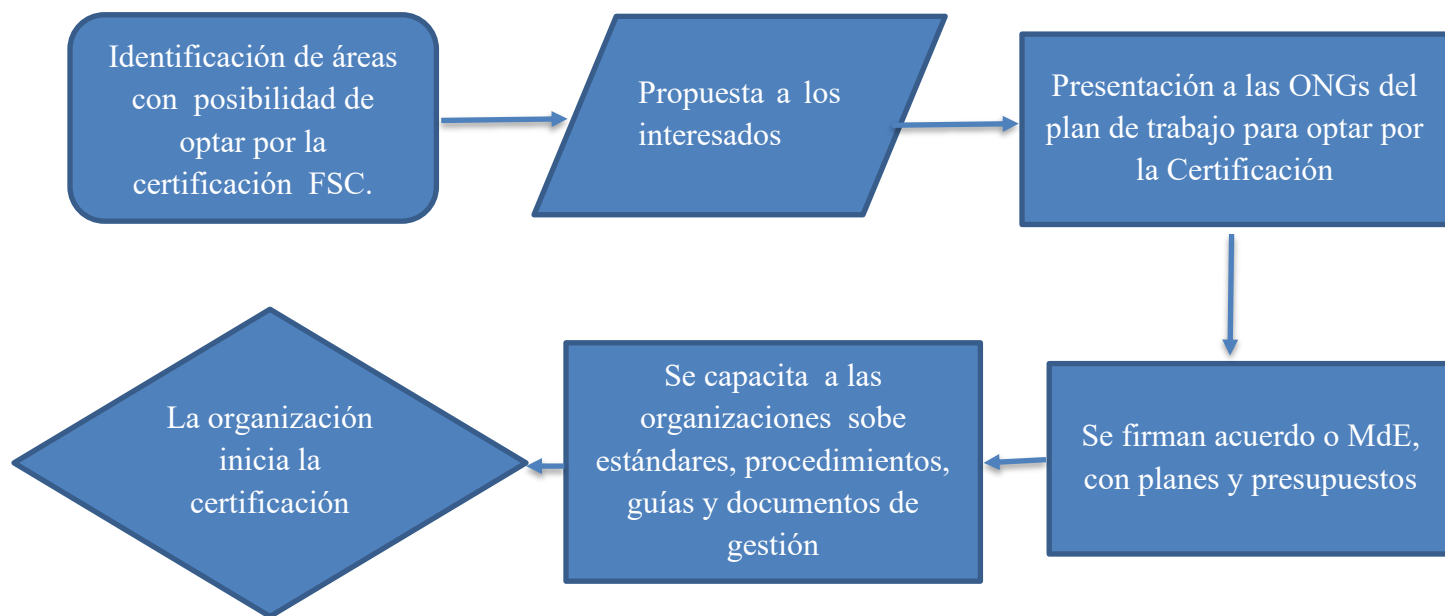 Identificación de áreas
con posibilidad de
optar por la
certificación FSC.
Propuesta a los
interesados
Presentación a las ONGs del
plan de trabajo para optar por
la Certificación
Se firman acuerdo o MdE,
con planes y presupuestos
Se capacita a las
organizaciones sobe
estándares, procedimientos,
guías y documentos de
gestión
La organización
inicia la
certificación